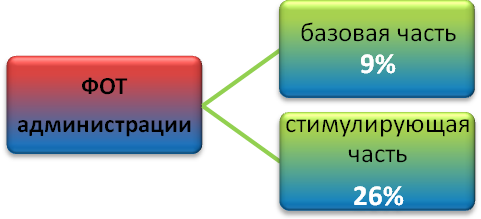 ФОТ
администрации
базовая часть
9%
стимулирующая
часть
26%